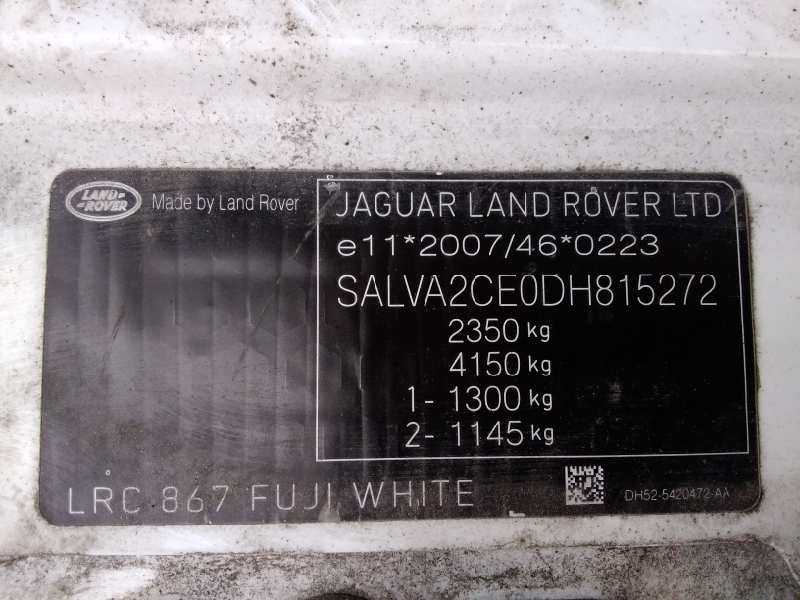 LAND-
-ROVER
Made by Land Rover
JAGUAR LAND ROVER LTD
e11*2007/46*0223
SALVA2CE0DH815272
2350 kg
4150 kg
1- 1300 kg
2- 1145 kg
LRC 867 FUJI WHITE
DH52-5420472-AA